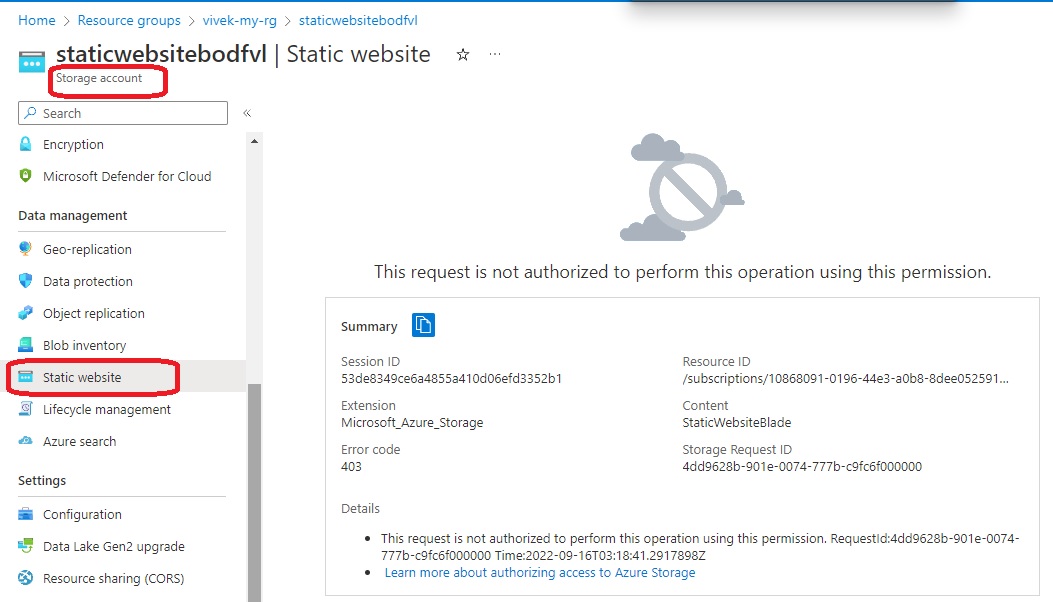 Home > Resource groups > vivek-my-rg > staticwebsitebodfvl
staticwebsitebodfvl | Static website ☆ ...
Storage account
Search «
Encryption
Microsoft Defender for Cloud
Data management
Geo-replication
Data protection
Object replication
Blob inventory
Static website
Lifecycle management
Azure search
Settings
Configuration
Data Lake Gen2 upgrade
Resource sharing (CORS)
This request is not authorized to perform this operation using this permission.
Summary
Session ID
53de8349ce6a4855a410d06efd3352b1
Resource ID
/subscriptions/10868091-0196-44e3-a0b8-8dee052591...
Extension
Microsoft_Azure_Storage
Content
StaticWebsiteBlade
Error code
403
Storage Request ID
4dd9628b-901e-0074-777b-c9fc6f000000
Details
• This request is not authorized to perform this operation using this permission. RequestId:4dd9628b-901e-0074-
777b-c9fc6f000000 Time:2022-09-16T03:18:41.2917898Z
• Learn more about authorizing access to Azure Storage